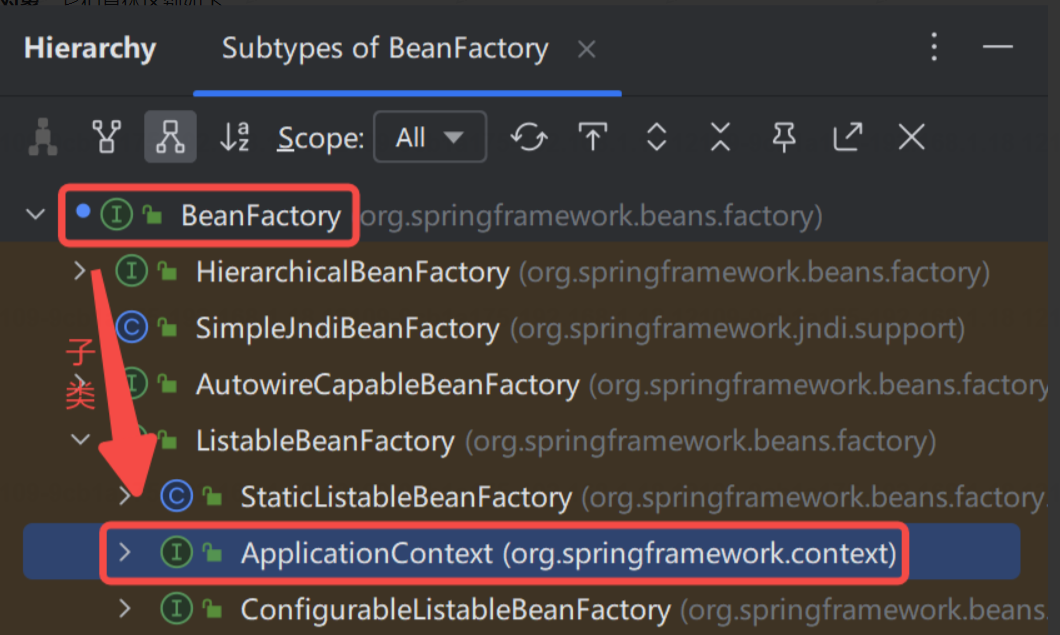 Hierarchy
Subtypes of BeanFactory
Scope: All
BeanFactory org.springframework.beans.factory)
HierarchicalBeanFactory (org.springframework.beans.factory)
SimpleJndiBeanFactory (org.springframework.jndi.support)
子类
AutowireCapableBeanFactory (org.springframework.beans.factory
ListableBeanFactory (org.springframework.beans.factory)
StaticListableBeanFactory (org.springframework.beans.factory.
ApplicationContext (org.springframework.context)
ConfigurableListableBeanFactory (org.springframework.beans.